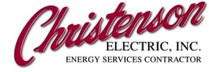 Christenson
ELECTRIC, INC.
ENERGY SERVICES CONTRACTOR